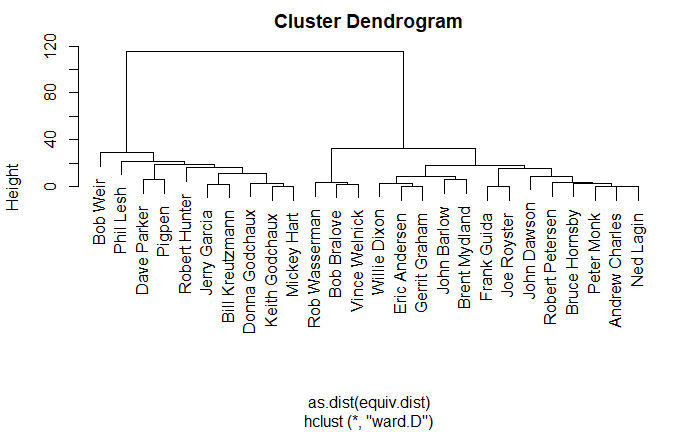 Cluster Dendrogram
Height
120
80
40
0
Bob Weir
Phil Lesh
Dave Parker
Pigpen
Robert Hunter
Jerry Garcia
Bill Kreutzmann
Donna Godchaux
Keith Godchaux
Mickey Hart
Rob Wasserman
Bob Bralove
Vince Welnick
Willie Dixon
Eric Andersen
Gerrit Graham
John Barlow
Brent Mydland
Frank Guida
Joe Royster
John Dawson
Robert Petersen
Bruce Hornsby
Peter Monk
Andrew Charles
Ned Lagin
as.dist(equiv.dist)
hclust (*, "ward.D")